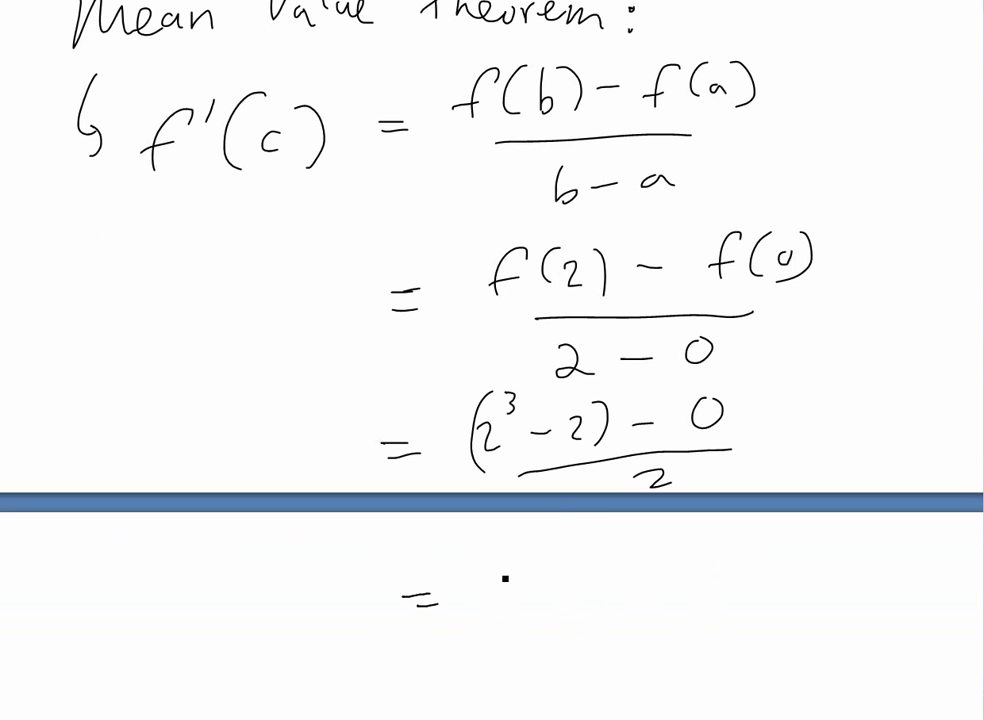 Mean Value Theorem:
↳ f'(c) = f(b) - f(a)
b - a
= f(2) - f(0)
2 - 0
= (2³ - 2) - 0
2
=